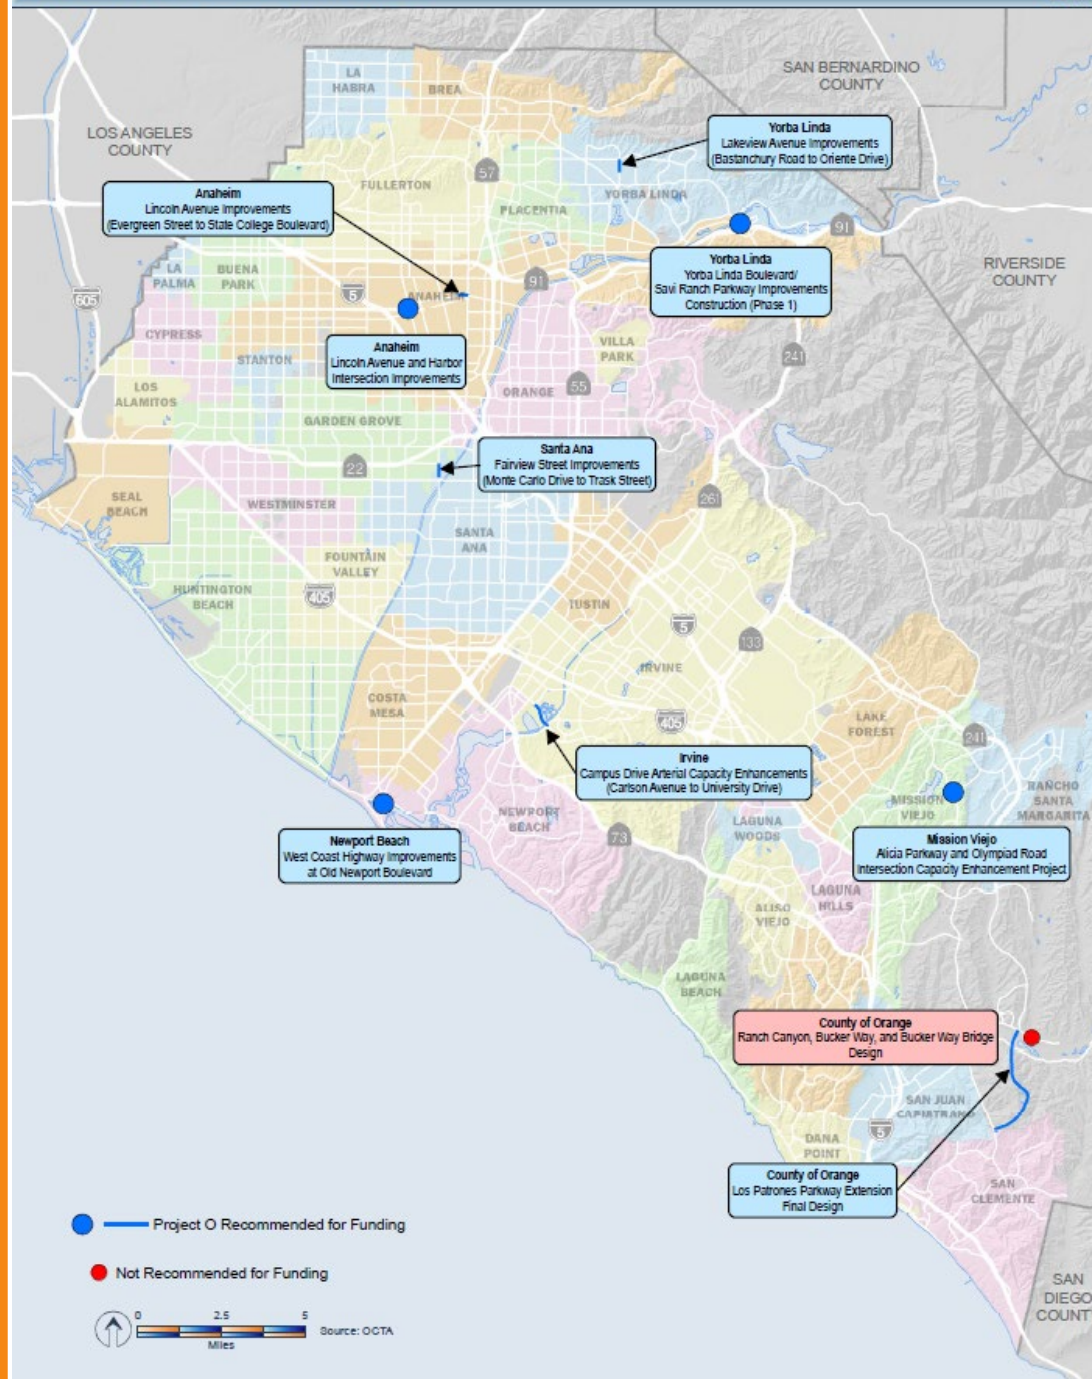 SAN BERNARDINO
COUNTY
LA
HABRA
BREA
LOS ANGELES
COUNTY
Yorba Linda
Lakeview Avenue Improvements
(Bastanchury Road to Oriente Drive)
57
FULLERTON
Anaheim
Lincoln Avenue Improvements
(Evergreen Street to State College Boulevard)
YORBA LINDA
PLACENTIA
91
RIVERSIDE
COUNTY
LA
PALMA
BUENA
PARK
Yorba Linda
Yorba Linda Boulevard/
Savi Ranch Parkway Improvements
Construction (Phase 1)
605
5
ANAHEIM
91
CYPRESS
STANTON
Anaheim
Lincoln Avenue and Harbor
Intersection Improvements
VILLA
PARK
241
LOS
ALAMITOS
ORANGE
55
GARDEN GROVE
22
Santa Ana
Fairview Street Improvements
(Monte Carlo Drive to Trask Street)
SEAL
BEACH
WESTMINSTER
261
SANTA
ANA
FOUNTAIN
VALLEY
HUNTINGTON
BEACH
405
TUSTIN
5
133
IRVINE
COSTA
MESA
405
LAKE
FOREST
241
Irvine
Campus Drive Arterial Capacity Enhancements
(Carlson Avenue to University Drive)
RANCHO
SANTA
MARGARITA
MISSION
VIEJO
NEWPORT
BEACH
73
LAGUNA
WOODS
Newport Beach
West Coast Highway Improvements
at Old Newport Boulevard
Mission Viejo
Alicia Parkway and Olympiad Road
Intersection Capacity Enhancement Project
LAGUNA
HILLS
ALISO
VIEJO
LAGUNA
BEACH
County of Orange
Ranch Canyon, Bucker Way, and Bucker Way Bridge
Design
SAN JUAN
CAPISTRANO
5
DANA
POINT
County of Orange
Los Patrones Parkway Extension
Final Design
SAN
CLEMENTE
Project O Recommended for Funding
Not Recommended for Funding
SAN
DIEGO
COUNT
0 2.5 5
Miles
Source: OCTA